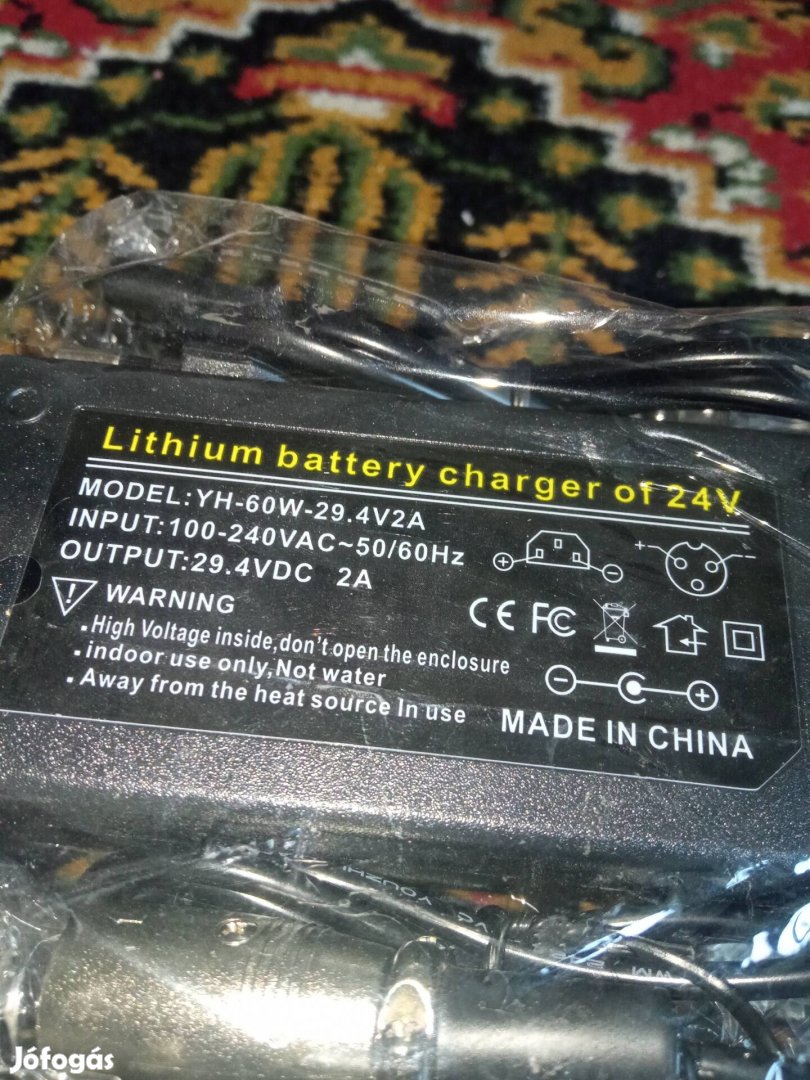 Lithium battery charger of 24V
MODEL:YH-60W-29.4V2A
INPUT:100-240VAC~50/60Hz
OUTPUT:29.4VDC 2A
WARNING
.High Voltage inside,don't open the enclosure
.indoor use only,Not water
.Away from the heat source In use
CE FC
MADE IN CHINA
Jófogás